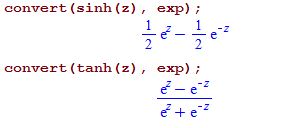 convert(sinh(z), exp);
1/2 e^z - 1/2 e^-z
convert(tanh(z), exp);
(e^z - e^-z)/(e^z + e^-z)